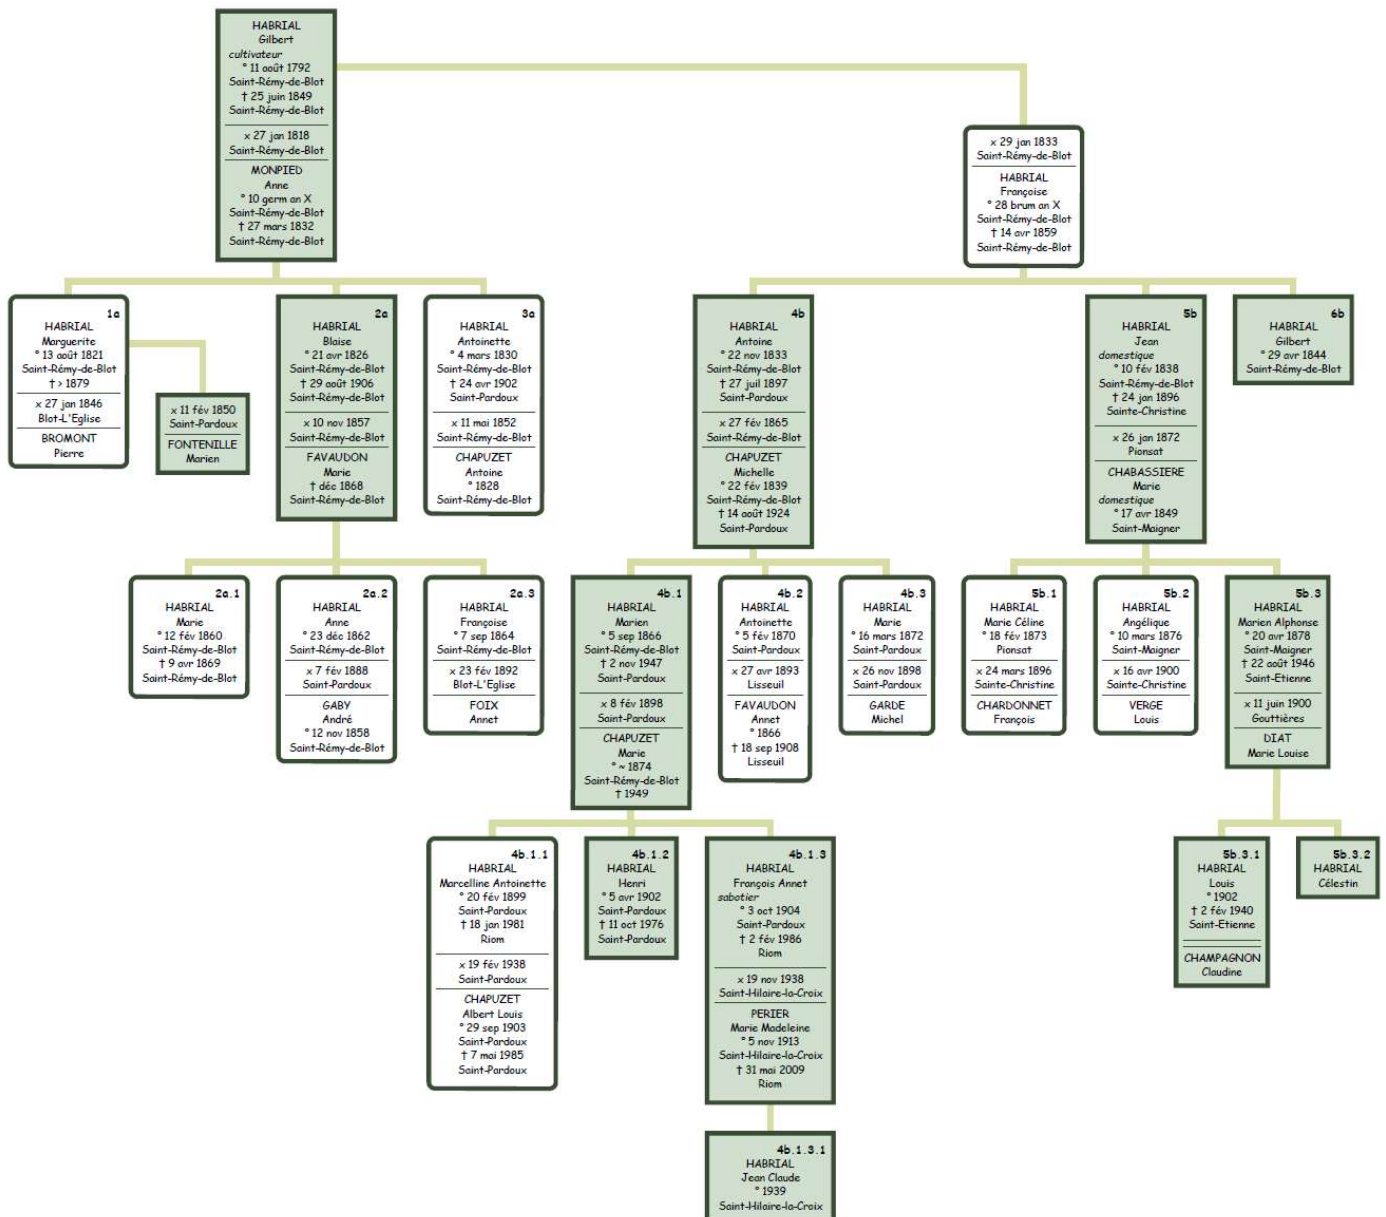 HABRIAL
Gilbert
cultivateur
° 11 août 1792
Saint-Rémy-de-Blot
† 25 juin 1849
Saint-Rémy-de-Blot
x 27 jan 1818
Saint-Rémy-de-Blot
MONPIED
Anne
° 10 germ an X
Saint-Rémy-de-Blot
† 27 mars 1832
Saint-Rémy-de-Blot
x 29 jan 1833
Saint-Rémy-de-Blot
HABRIAL
Françoise
° 28 brum an X
Saint-Rémy-de-Blot
† 14 avr 1859
Saint-Rémy-de-Blot
1a
HABRIAL
Marguerite
° 13 août 1821
Saint-Rémy-de-Blot
† > 1879
x 27 jan 1846
Blot-L'Eglise
BROMONT
Pierre
x 11 fév 1850
Saint-Pardoux
FONTENILLE
Marien
2a
HABRIAL
Blaise
° 21 avr 1826
Saint-Rémy-de-Blot
† 29 août 1906
Saint-Rémy-de-Blot
x 10 nov 1857
Saint-Rémy-de-Blot
FAVAUDON
Marie
† déc 1868
Saint-Rémy-de-Blot
3a
HABRIAL
Antoinette
° 4 mars 1830
Saint-Rémy-de-Blot
† 24 avr 1902
Saint-Pardoux
x 11 mai 1852
Saint-Rémy-de-Blot
CHAPUZET
Antoine
° 1828
Saint-Rémy-de-Blot
4b
HABRIAL
Antoine
° 22 nov 1833
Saint-Rémy-de-Blot
† 27 juil 1897
Saint-Pardoux
x 27 fév 1865
Saint-Rémy-de-Blot
CHAPUZET
Michelle
° 22 fév 1839
Saint-Rémy-de-Blot
† 14 août 1924
Saint-Pardoux
5b
HABRIAL
Jean
domestique
° 10 fév 1838
Saint-Rémy-de-Blot
† 24 jan 1896
Sainte-Christine
x 26 jan 1872
Pionsat
CHABASSIERE
Marie
domestique
° 17 avr 1849
Saint-Maigner
6b
HABRIAL
Gilbert
° 29 avr 1844
Saint-Rémy-de-Blot
2a.1
HABRIAL
Marie
° 12 fév 1860
Saint-Rémy-de-Blot
† 9 avr 1869
Saint-Rémy-de-Blot
2a.2
HABRIAL
Anne
° 23 déc 1862
Saint-Rémy-de-Blot
x 7 fév 1888
Saint-Pardoux
GABY
André
° 12 nov 1858
Saint-Rémy-de-Blot
2a.3
HABRIAL
Françoise
° 7 sep 1864
Saint-Rémy-de-Blot
x 23 fév 1892
Blot-L'Eglise
FOIX
Annet
4b.1
HABRIAL
Marien
° 5 sep 1866
Saint-Rémy-de-Blot
† 2 nov 1947
Saint-Pardoux
x 8 fév 1898
Saint-Pardoux
CHAPUZET
Marie
° ~ 1874
Saint-Rémy-de-Blot
† 1949
4b.2
HABRIAL
Antoinette
° 5 fév 1870
Saint-Pardoux
x 27 avr 1893
Lisseuil
FAVAUDON
Annet
° 1866
† 18 sep 1908
Lisseuil
4b.3
HABRIAL
Marie
° 16 mars 1872
Saint-Pardoux
x 26 nov 1898
Saint-Pardoux
GARDE
Michel
5b.1
HABRIAL
Marie Céline
° 18 fév 1873
Pionsat
x 24 mars 1896
Sainte-Christine
CHARDONNET
François
5b.2
HABRIAL
Angélique
° 10 mars 1876
Saint-Maigner
x 16 avr 1900
Sainte-Christine
VERGE
Louis
5b.3
HABRIAL
Marien Alphonse
° 20 avr 1878
Saint-Maigner
† 22 août 1946
Saint-Etienne
x 11 juin 1900
Gouttières
DIAT
Marie Louise
4b.1.1
HABRIAL
Marcelline Antoinette
° 20 fév 1899
Saint-Pardoux
† 18 jan 1981
Riom
x 19 fév 1938
Saint-Pardoux
CHAPUZET
Albert Louis
° 29 sep 1903
Saint-Pardoux
† 7 mai 1985
Saint-Pardoux
4b.1.2
HABRIAL
Henri
° 5 avr 1902
Saint-Pardoux
† 11 oct 1976
Saint-Pardoux
4b.1.3
HABRIAL
François Annet
sabotier
° 3 oct 1904
Saint-Pardoux
† 2 fév 1986
Riom
x 19 nov 1938
Saint-Hilaire-la-Croix
PERIER
Marie Madeleine
° 5 nov 1913
Saint-Hilaire-la-Croix
† 31 mai 2009
Riom
5b.3.1
HABRIAL
Louis
° 1902
† 2 fév 1940
Saint-Etienne
CHAMPAGNON
Claudine
5b.3.2
HABRIAL
Célestin
4b.1.3.1
HABRIAL
Jean Claude
° 1939
Saint-Hilaire-la-Croix